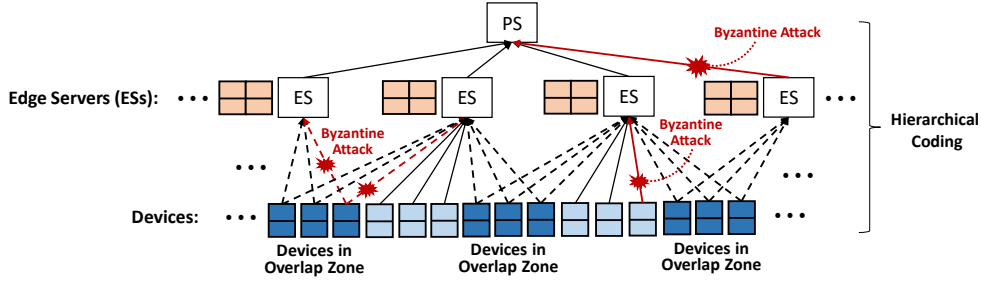 PS
Byzantine Attack
Edge Servers (ESs):
• • •
ES
ES
ES
ES
• • •
Hierarchical
Coding
Byzantine
Attack
Byzantine
Attack
• • •
• • •
Devices:
• • •
• • •
Devices in
Overlap Zone
Devices in
Overlap Zone
Devices in
Overlap Zone